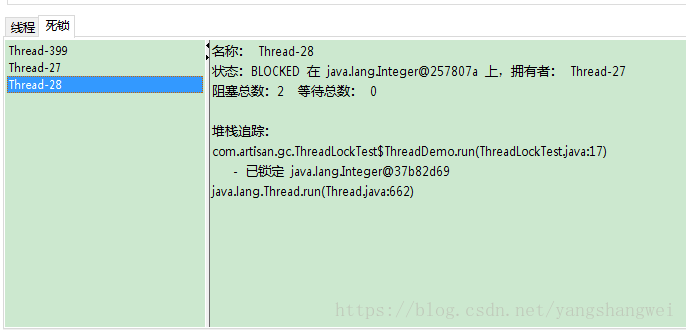 线程 死锁
Thread-399
Thread-27
Thread-28
名称： Thread-28
状态：BLOCKED 在 java.lang.Integer@257807a 上，拥有者： Thread-27
阻塞总数：2 等待总数： 0
堆栈追踪：
com.artisan.gc.ThreadLockTest$ThreadDemo.run(ThreadLockTest.java:17)
- 已锁定 java.lang.Integer@37b82d69
java.lang.Thread.run(Thread.java:662)
https://blog.csdn.net/yangshangwei